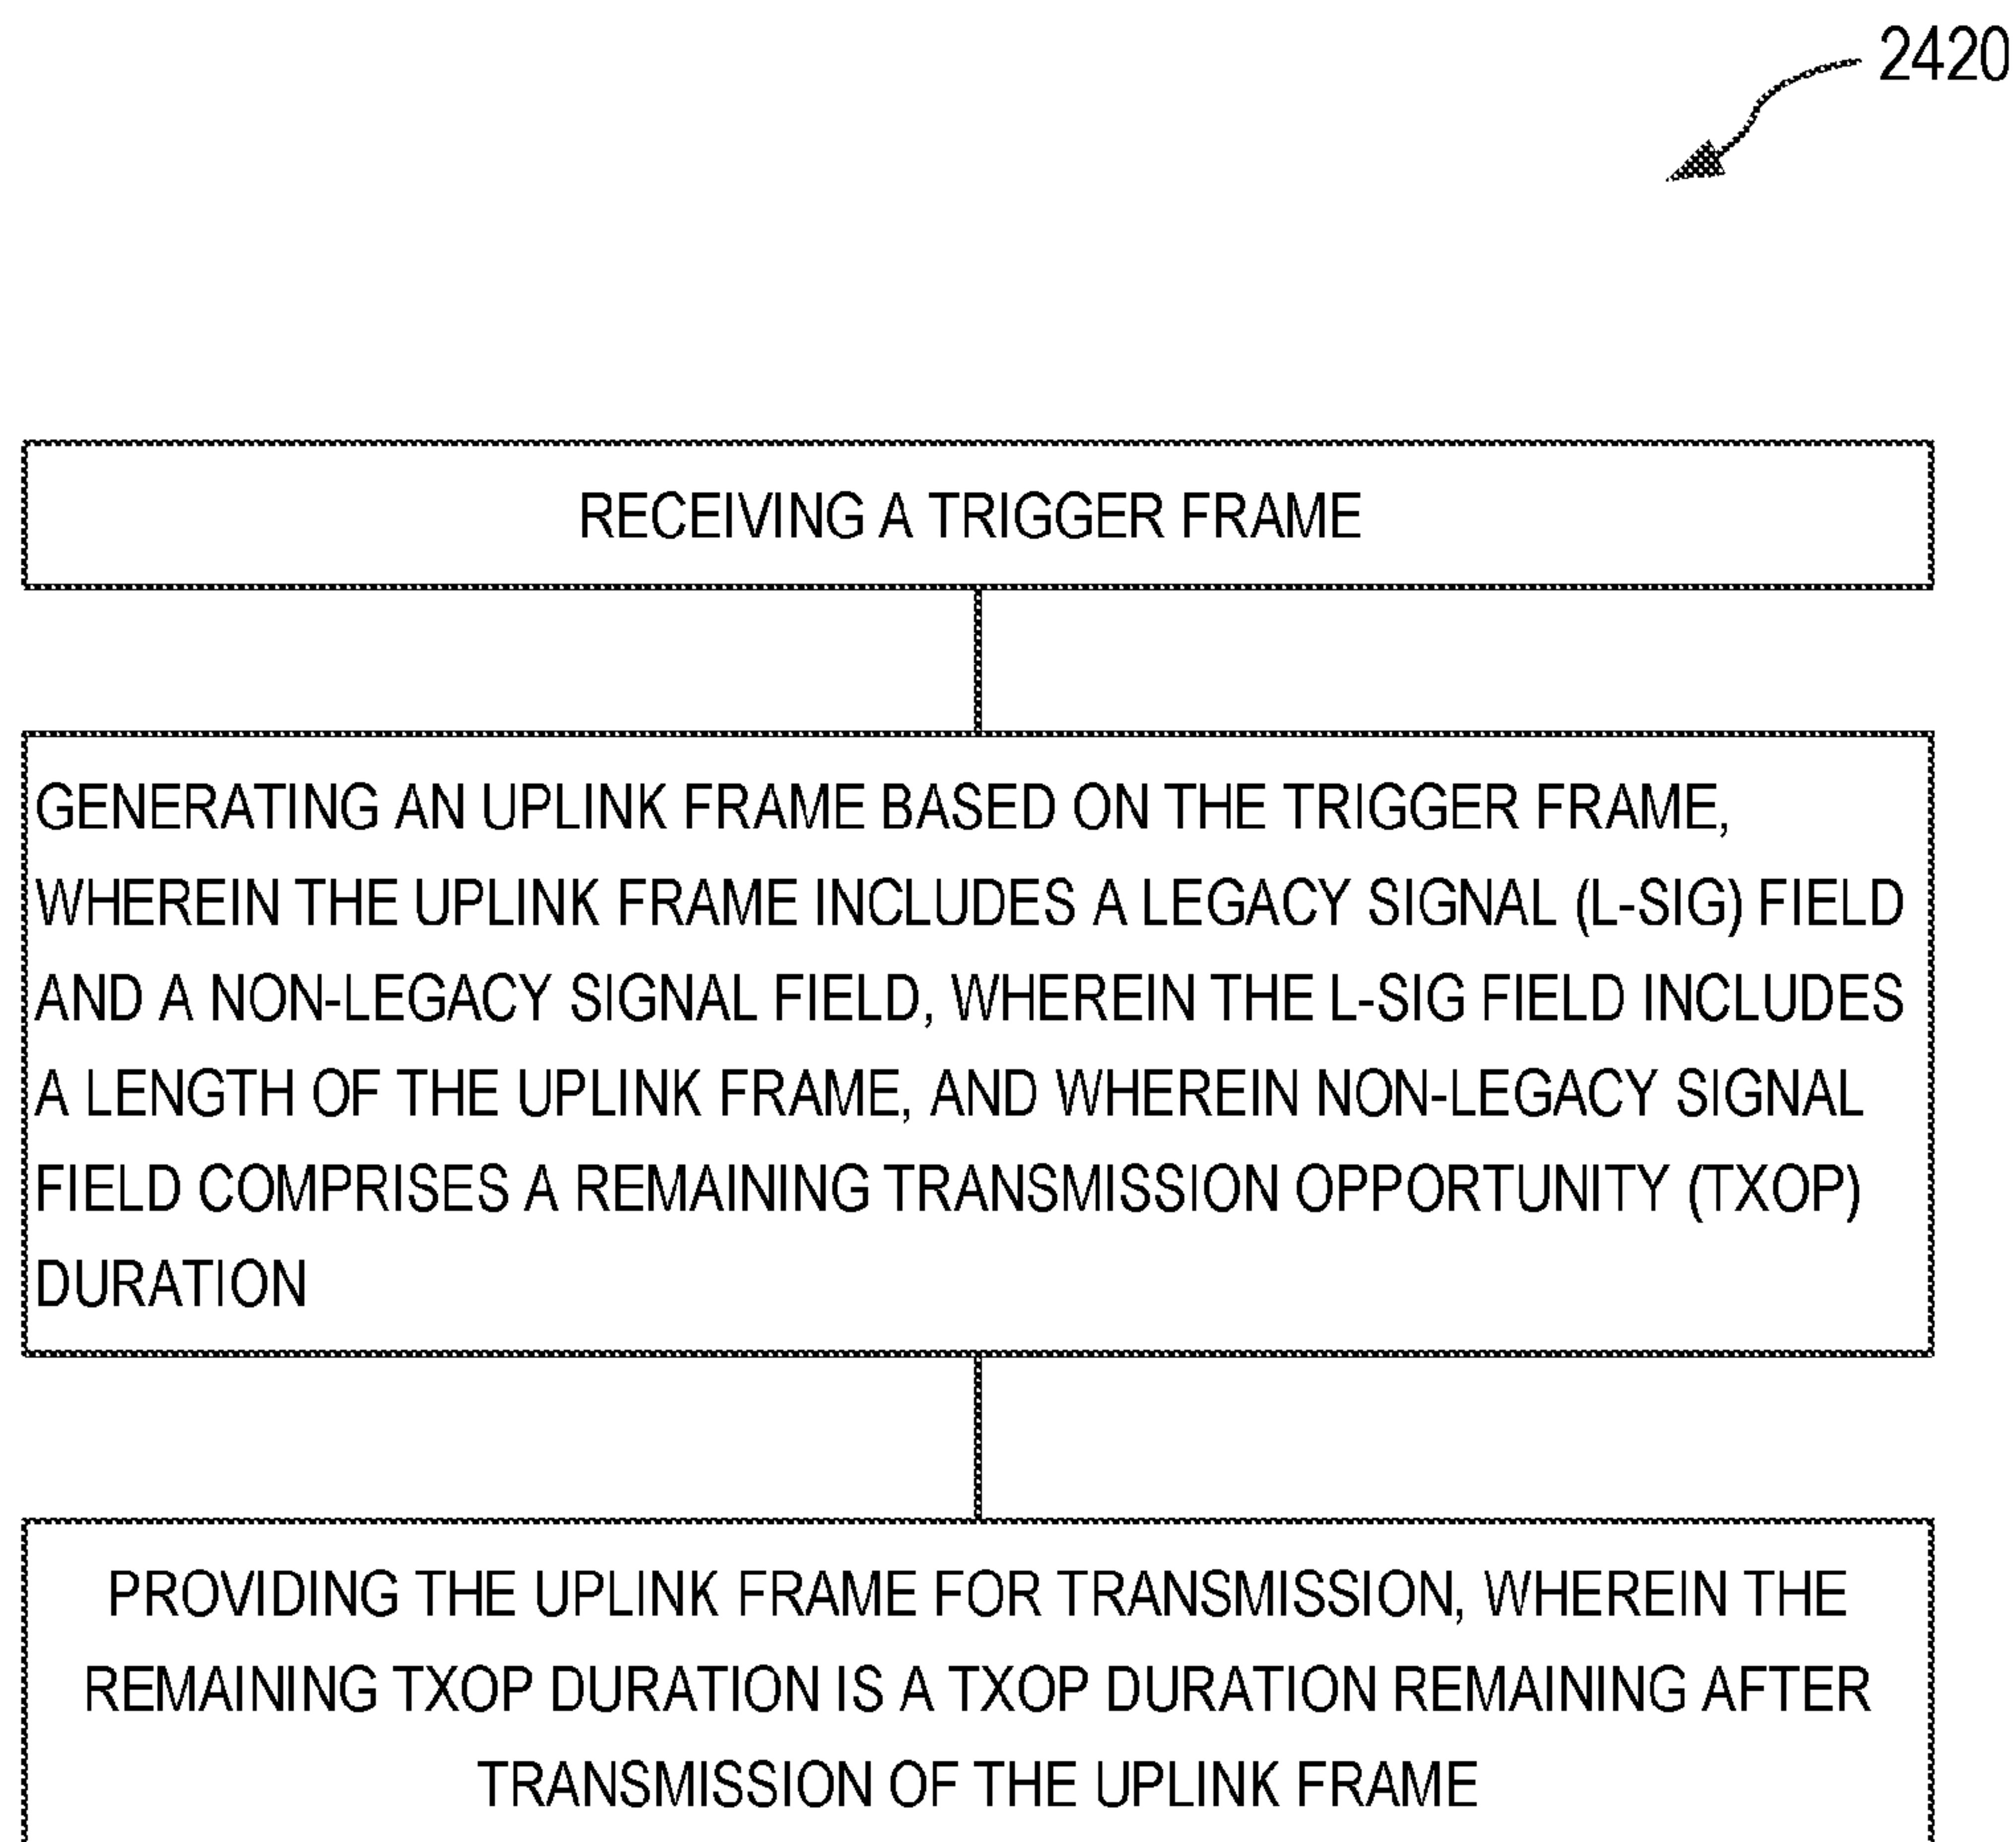 2420
RECEIVING A TRIGGER FRAME
GENERATING AN UPLINK FRAME BASED ON THE TRIGGER FRAME,
WHEREIN THE UPLINK FRAME INCLUDES A LEGACY SIGNAL (L-SIG) FIELD
AND A NON-LEGACY SIGNAL FIELD, WHEREIN THE L-SIG FIELD INCLUDES
A LENGTH OF THE UPLINK FRAME, AND WHEREIN NON-LEGACY SIGNAL
FIELD COMPRISES A REMAINING TRANSMISSION OPPORTUNITY (TXOP)
DURATION
PROVIDING THE UPLINK FRAME FOR TRANSMISSION, WHEREIN THE
REMAINING TXOP DURATION IS A TXOP DURATION REMAINING AFTER
TRANSMISSION OF THE UPLINK FRAME